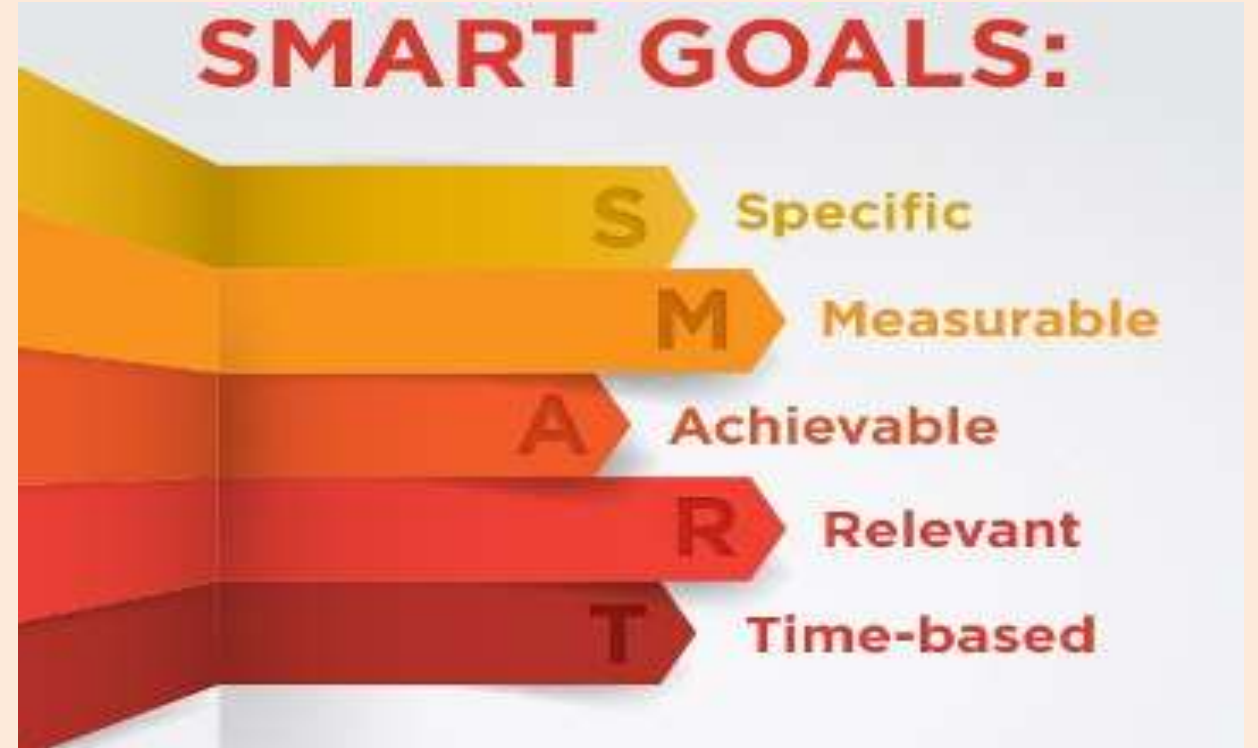 SMART GOALS:
S Specific
M Measurable
A Achievable
R Relevant
T Time-based